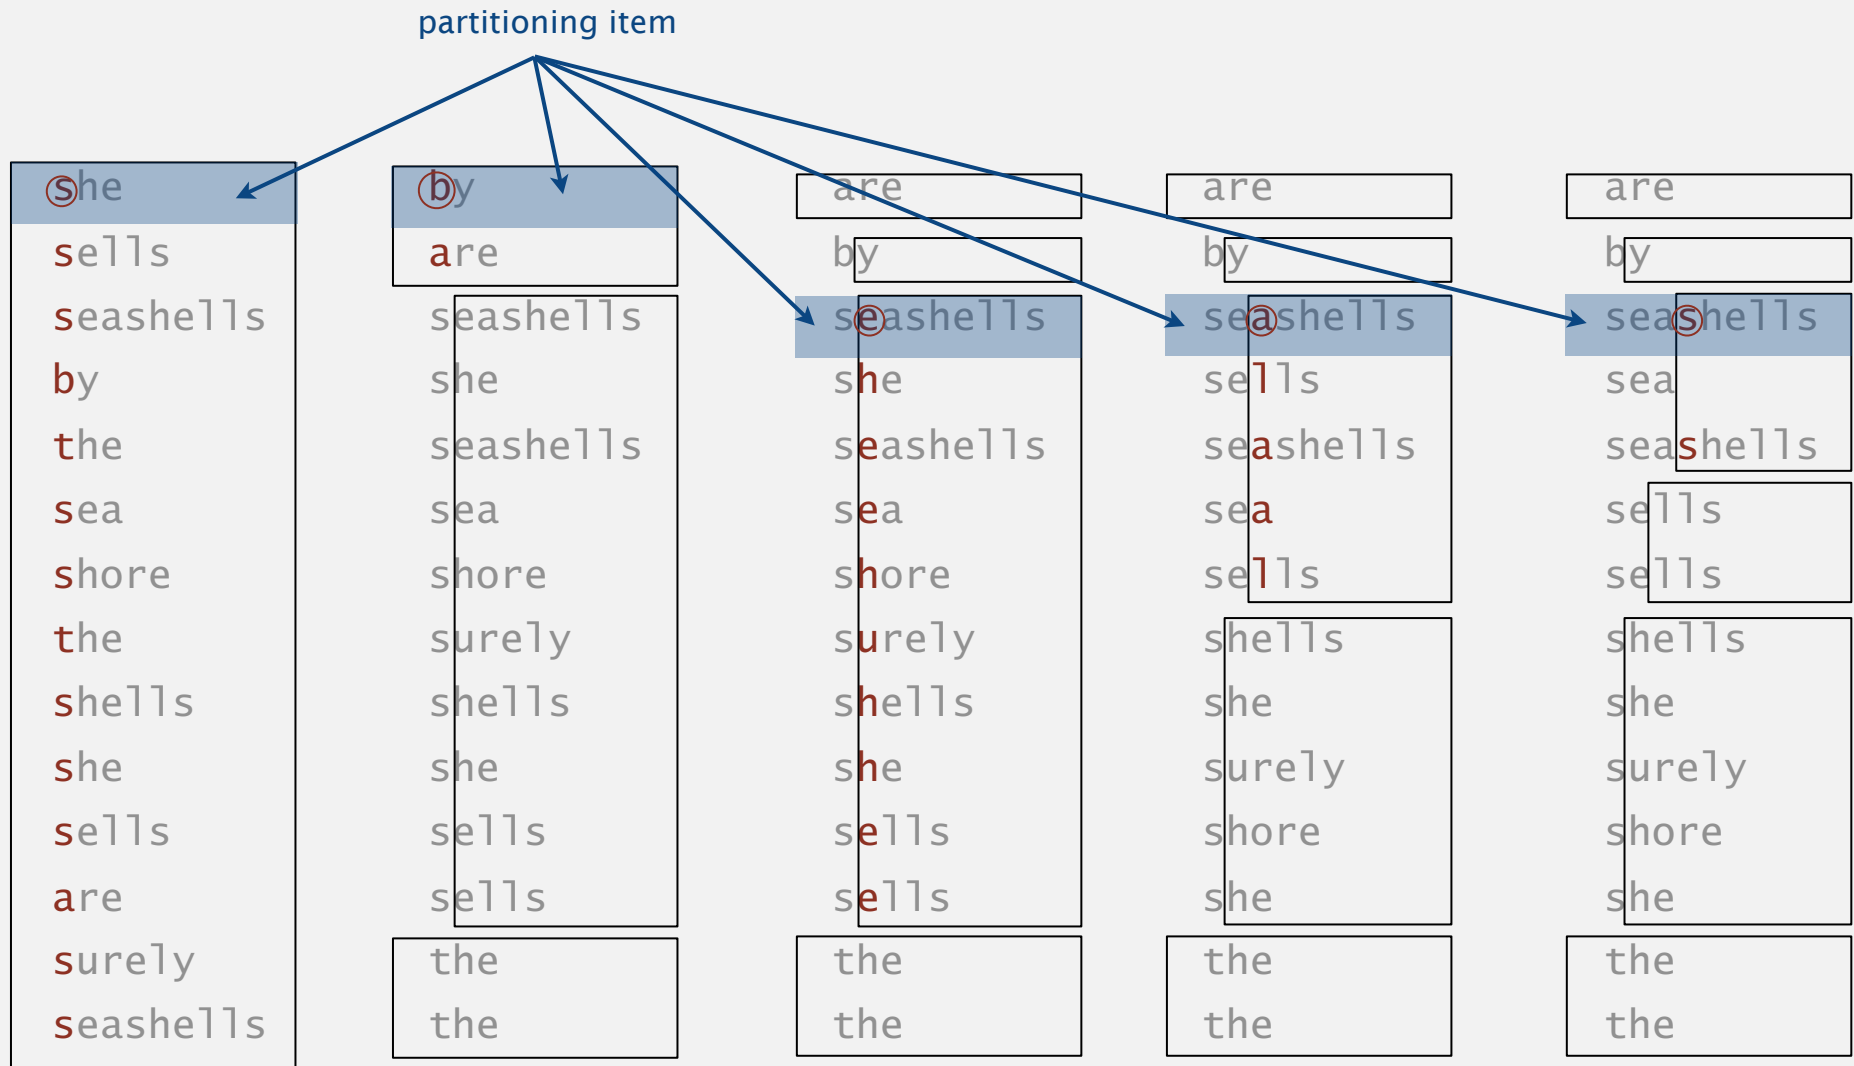 partitioning item
she by are are are
sells are by by by
seashells seashells seashells seashells seashells
by she she sells sea
the seashells seashells seashells seashells
sea sea sea sea sells
shore shore shore sells sells
the surely surely shells shells
shells shells shells she she
she she she surely surely
sells sells sells shore shore
are sells sells she she
surely the the the the
seashells the the the the